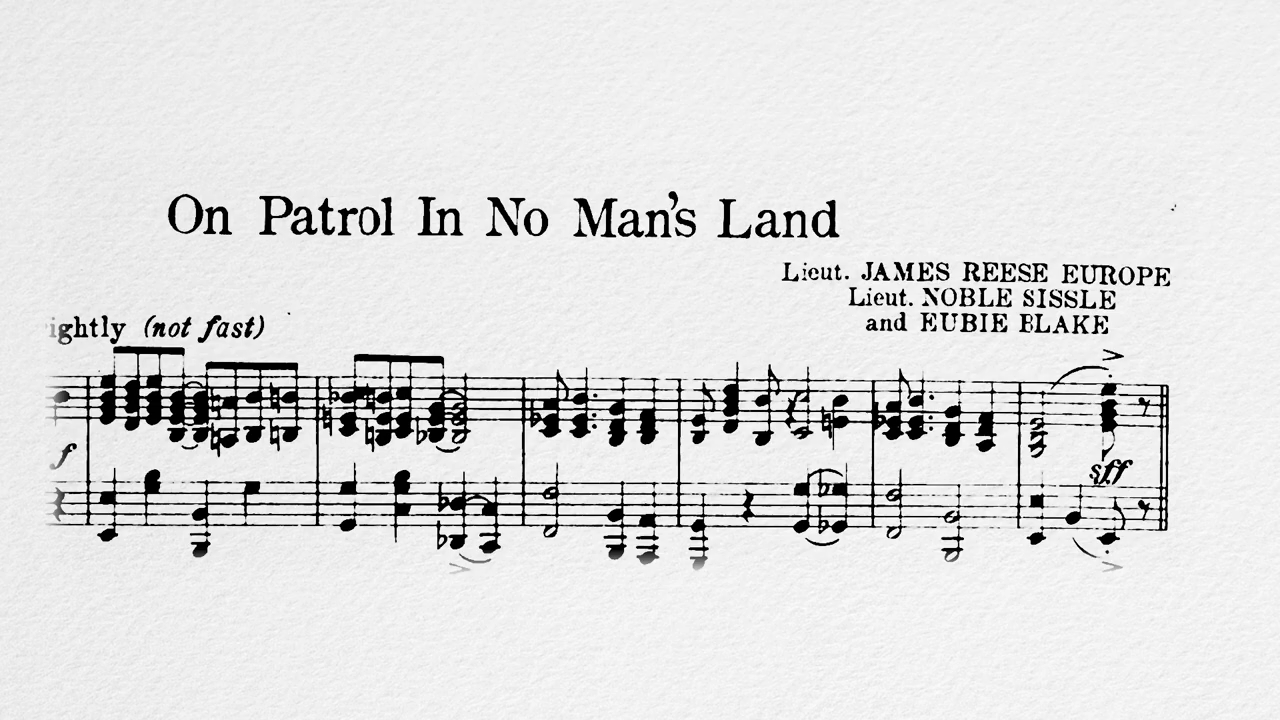 On Patrol In No Man's Land
Lieut. JAMES REESE EUROPE
Lieut. NOBLE SISSLE
and EUBIE BLAKE
ightly (not fast)
f
sff